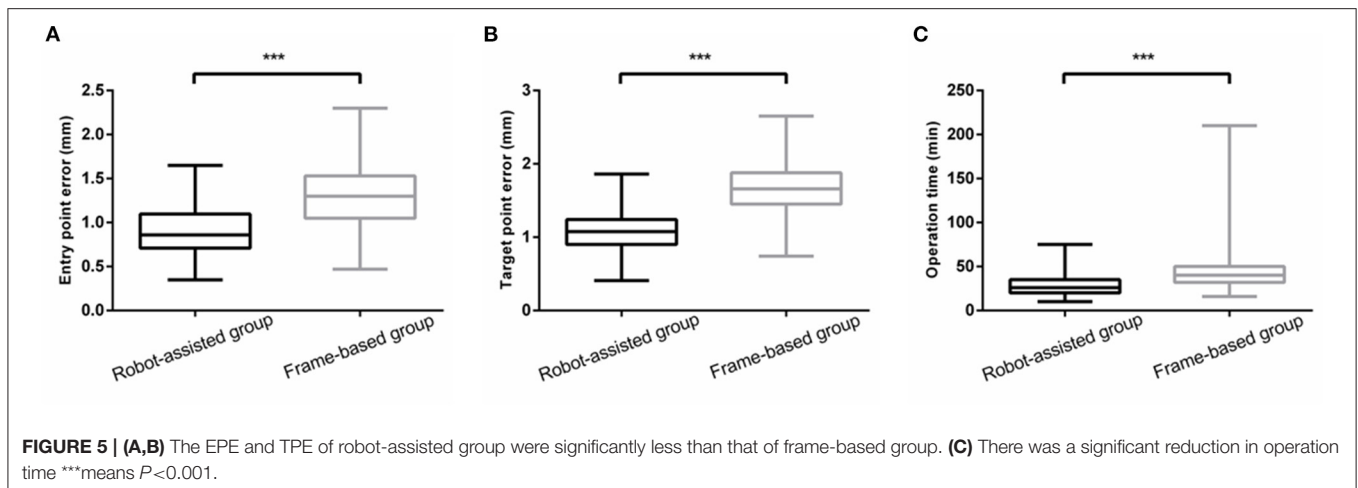 A
***
2.5
2.0
1.5
1.0
0.5
0.0
Entry point error (mm)
Robot-assisted group
Frame-based group
B
***
3
2
1
0
Target point error (mm)
Robot-assisted group
Frame-based group
C
***
250
200
150
100
50
0
Operation time (min)
Robot-assisted group
Frame-based group
FIGURE 5 | (A,B) The EPE and TPE of robot-assisted group were significantly less than that of frame-based group. (C) There was a significant reduction in operation
time ***means P<0.001.